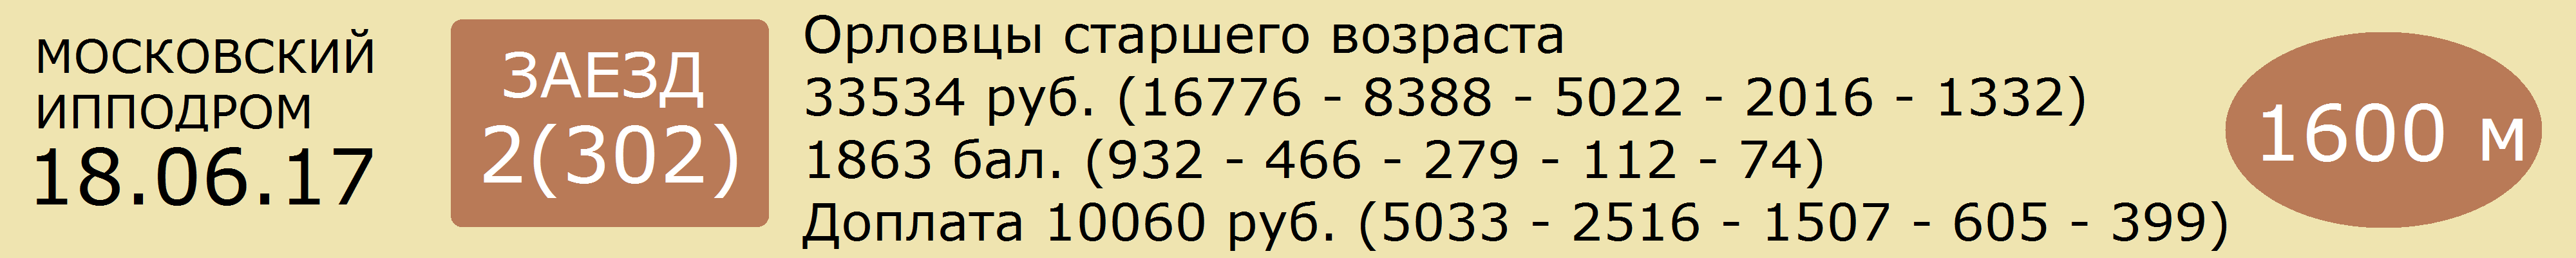 МОСКОВСКИЙ
ИППОДРОМ
18.06.17
ЗАЕЗД
2(302)
Орловцы старшего возраста
33534 руб. (16776 - 8388 - 5022 - 2016 - 1332)
1863 бал. (932 - 466 - 279 - 112 - 74)
Доплата 10060 руб. (5033 - 2516 - 1507 - 605 - 399)
1600 м